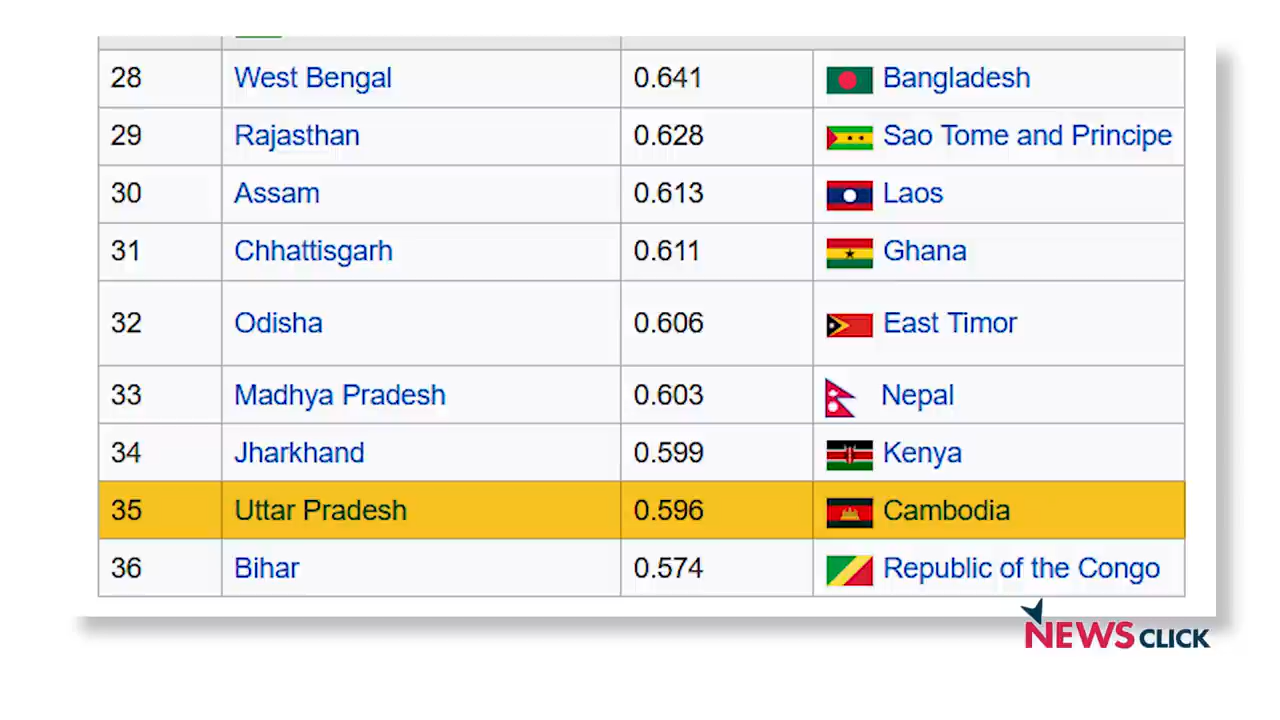 28 West Bengal 0.641 Bangladesh
29 Rajasthan 0.628 Sao Tome and Principe
30 Assam 0.613 Laos
31 Chhattisgarh 0.611 Ghana
32 Odisha 0.606 East Timor
33 Madhya Pradesh 0.603 Nepal
34 Jharkhand 0.599 Kenya
35 Uttar Pradesh 0.596 Cambodia
36 Bihar 0.574 Republic of the Congo
NEWSCLICK